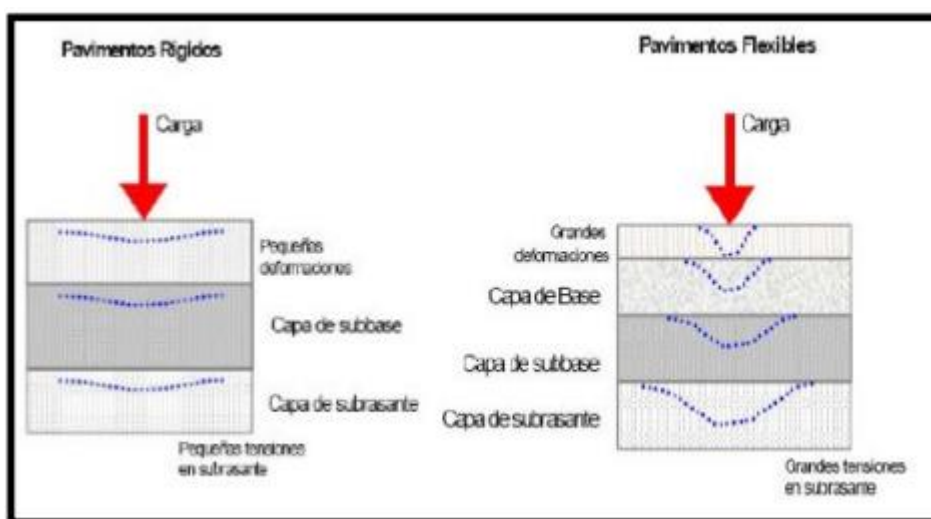 Pavimentos Rígidos
Carga
Pequeñas
deformaciones
Capa de subbase
Capa de subrasante
Pequeñas tensiones
en subrasante
Pavimentos Flexibles
Carga
Grandes
deformaciones
Capa de Base
Capa de subbase
Capa de subrasante
Grandes tensiones
en subrasante